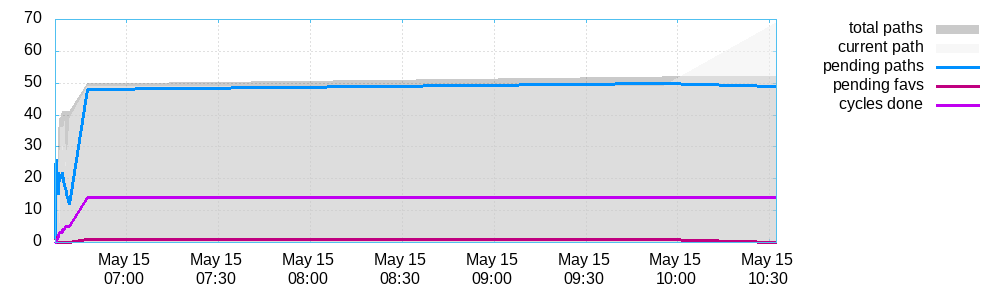 70
60
50
40
30
20
10
0
May 15 May 15 May 15 May 15 May 15 May 15 May 15 May 15
07:00 07:30 08:00 08:30 09:00 09:30 10:00 10:30
total paths
current path
pending paths
pending favs
cycles done